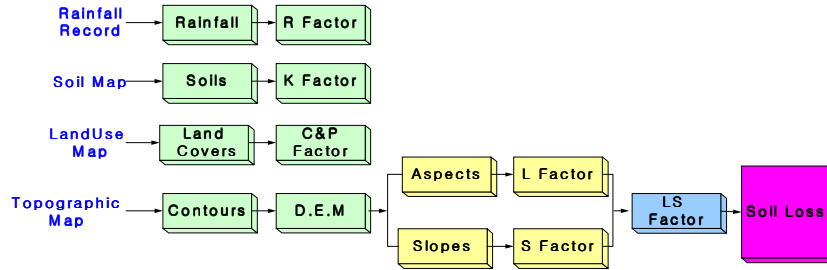 Rainfall
Record
Rainfall
R Factor
Soil Map
Soils
K Factor
LandUse
Map
Land
Covers
C&P
Factor
Topographic
Map
Contours
D.E.M
Aspects
L Factor
Slopes
S Factor
LS
Factor
Soil Loss